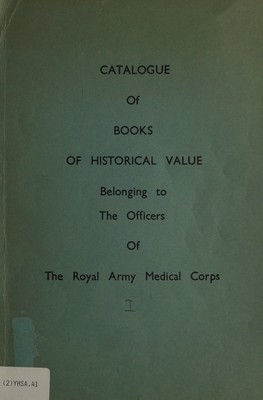 CATALOGUE
Of
BOOKS
OF HISTORICAL VALUE
Belonging to
The Officers
Of
The Royal Army Medical Corps
I
(2)YHSA.41